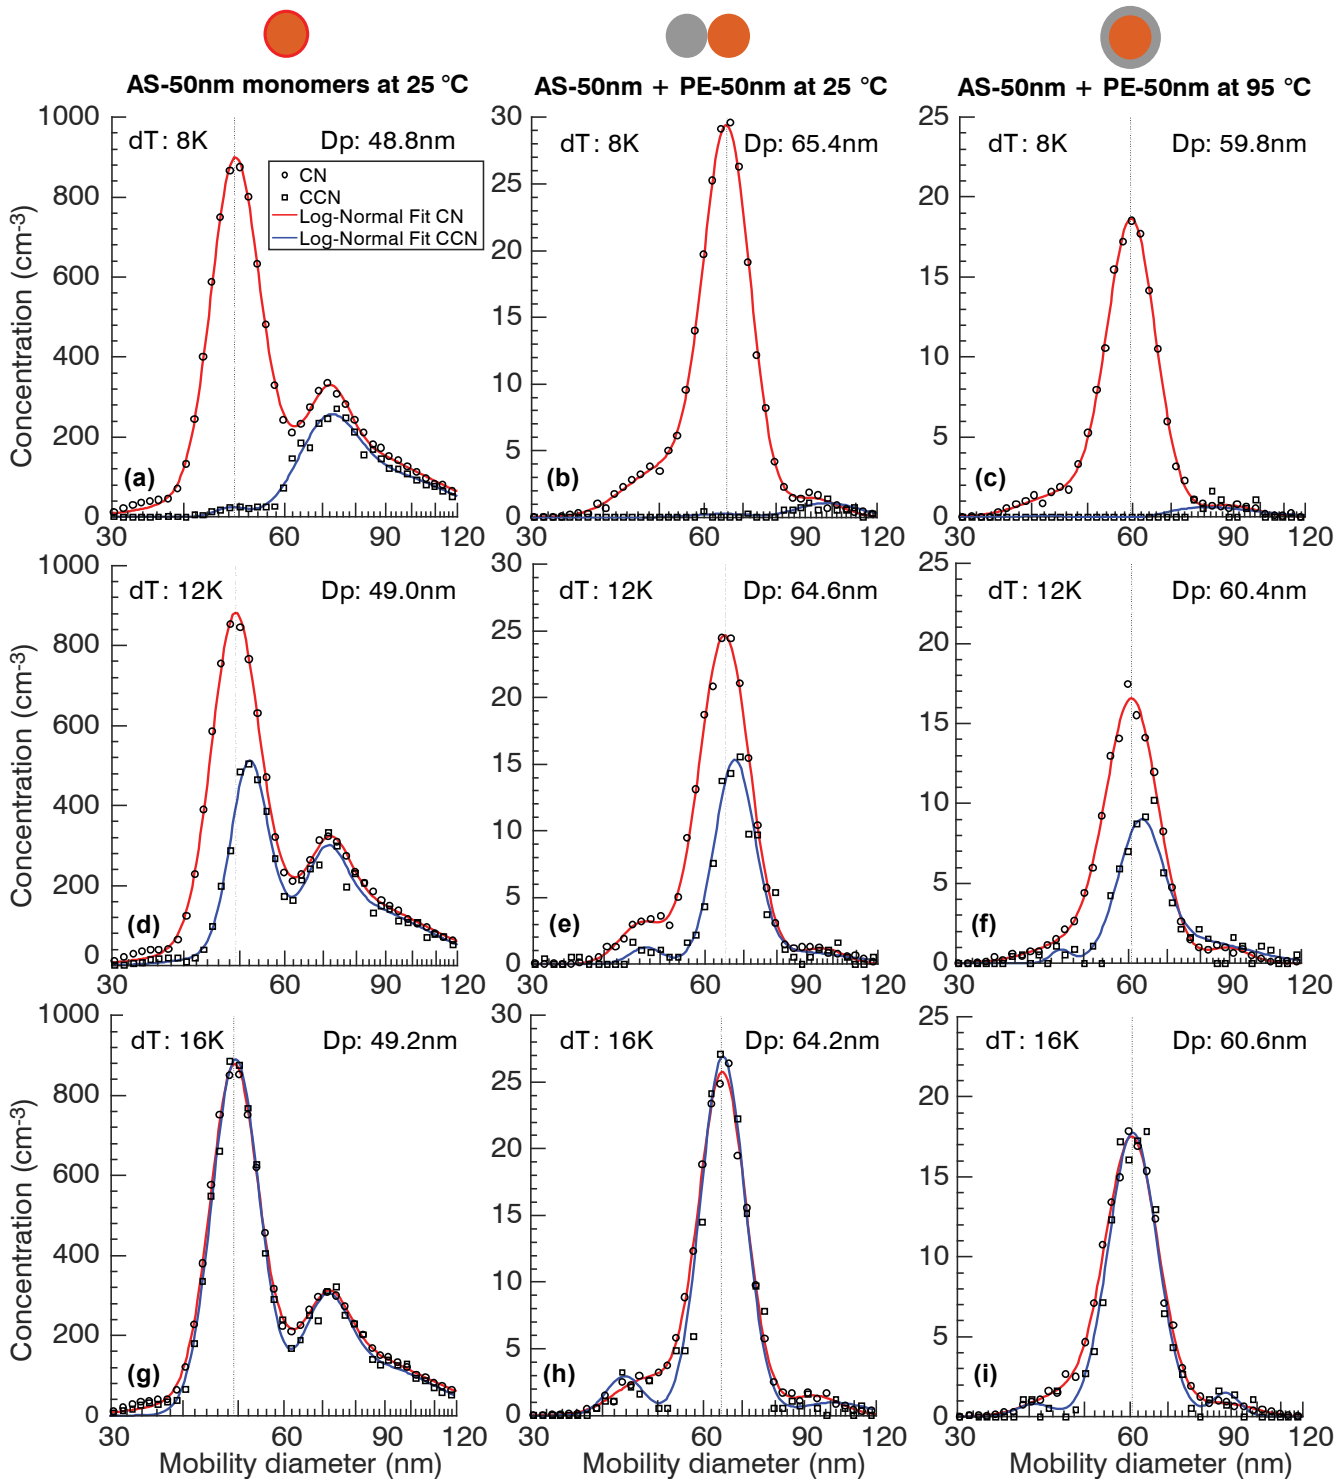 AS-50nm monomers at 25 °C
AS-50nm + PE-50nm at 25 °C
AS-50nm + PE-50nm at 95 °C
Concentration (cm-3)
1000
800
600
400
200
0
dT: 8K
Dp: 48.8nm
CN
CCN
Log-Normal Fit CN
Log-Normal Fit CCN
(a)
30
60
90
120
30
25
20
15
10
5
0
dT: 8K
Dp: 65.4nm
(b)
30
60
90
120
25
20
15
10
5
0
dT: 8K
Dp: 59.8nm
(c)
30
60
90
120
Concentration (cm-3)
1000
800
600
400
200
0
dT: 12K
Dp: 49.0nm
(d)
30
60
90
120
30
25
20
15
10
5
0
dT: 12K
Dp: 64.6nm
(e)
30
60
90
120
25
20
15
10
5
0
dT: 12K
Dp: 60.4nm
(f)
30
60
90
120
Concentration (cm-3)
1000
800
600
400
200
0
dT: 16K
Dp: 49.2nm
(g)
30
60
90
120
Mobility diameter (nm)
30
25
20
15
10
5
0
dT: 16K
Dp: 64.2nm
(h)
30
60
90
120
Mobility diameter (nm)
25
20
15
10
5
0
dT: 16K
Dp: 60.6nm
(i)
30
60
90
120
Mobility diameter (nm)